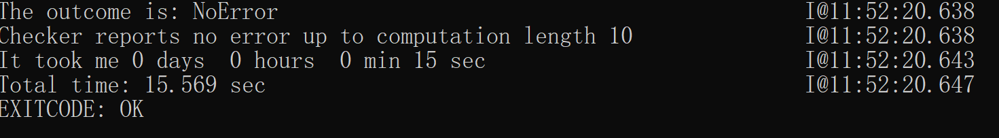 The outcome is: NoError I@11:52:20.638
Checker reports no error up to computation length 10 I@11:52:20.638
It took me 0 days  0 hours  0 min 15 sec I@11:52:20.643
Total time: 15.569 sec I@11:52:20.647
EXITCODE: OK